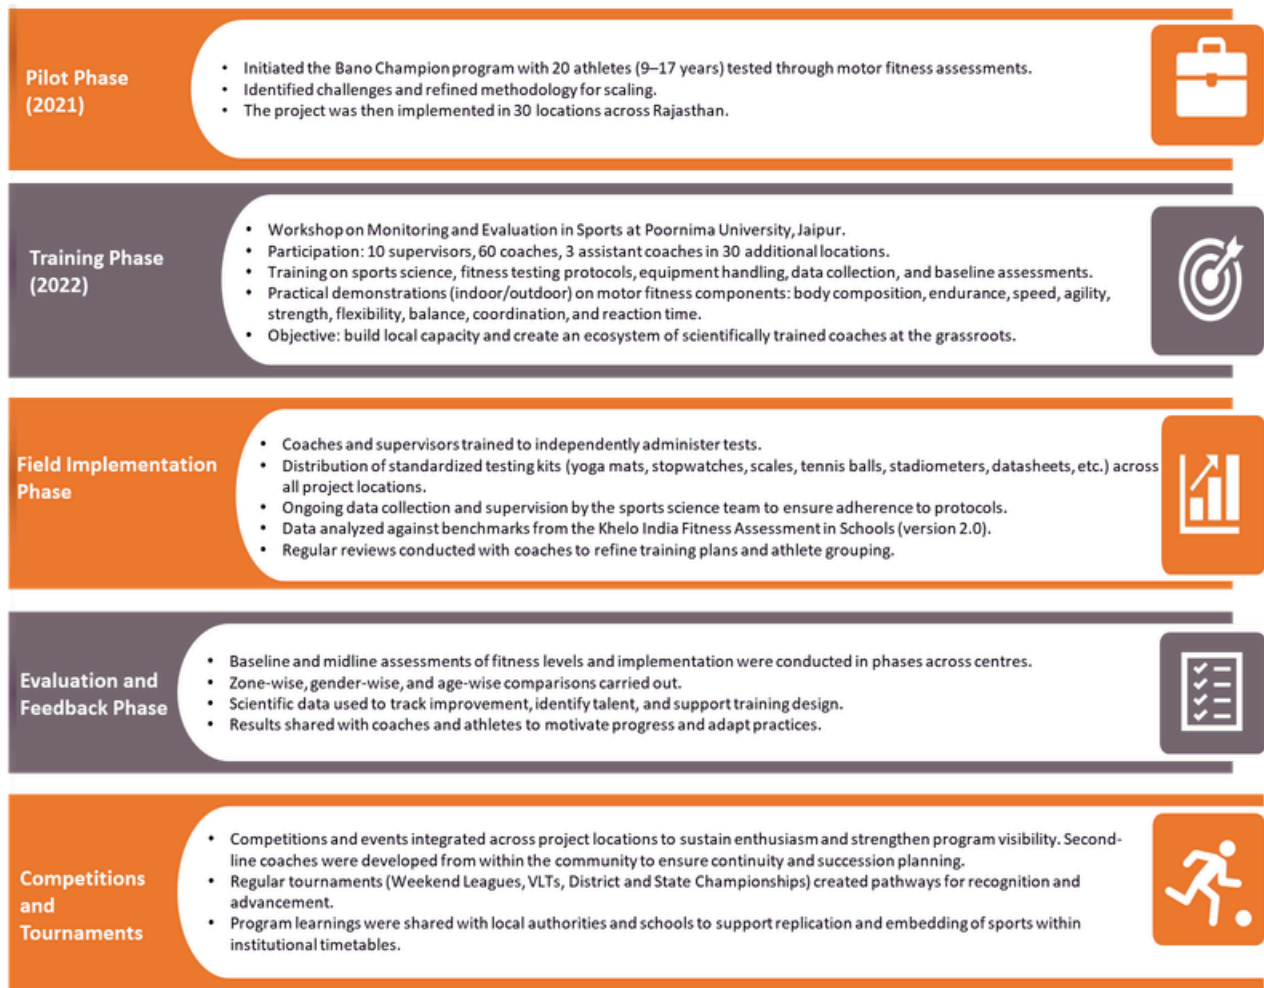 Pilot Phase
(2021)
• Initiated the Bano Champion program with 20 athletes (9–17 years) tested through motor fitness assessments.
• Identified challenges and refined methodology for scaling.
• The project was then implemented in 30 locations across Rajasthan.
Training Phase
(2022)
• Workshop on Monitoring and Evaluation in Sports at Poornima University, Jaipur.
• Participation: 10 supervisors, 60 coaches, 3 assistant coaches in 30 additional locations.
• Training on sports science, fitness testing protocols, equipment handling, data collection, and baseline assessments.
• Practical demonstrations (indoor/outdoor) on motor fitness components: body composition, endurance, speed, agility,
strength, flexibility, balance, coordination, and reaction time.
• Objective: build local capacity and create an ecosystem of scientifically trained coaches at the grassroots.
Field Implementation
Phase
• Coaches and supervisors trained to independently administer tests.
• Distribution of standardized testing kits (yoga mats, stopwatches, scales, tennis balls, stadiometers, datasheets, etc.) across
all project locations.
• Ongoing data collection and supervision by the sports science team to ensure adherence to protocols.
• Data analyzed against benchmarks from the Khelo India Fitness Assessment in Schools (version 2.0).
• Regular reviews conducted with coaches to refine training plans and athlete grouping.
Evaluation and
Feedback Phase
• Baseline and midline assessments of fitness levels and implementation were conducted in phases across centres.
• Zone-wise, gender-wise, and age-wise comparisons carried out.
• Scientific data used to track improvement, identify talent, and support training design.
• Results shared with coaches and athletes to motivate progress and adapt practices.
Competitions
and
Tournaments
• Competitions and events integrated across project locations to sustain enthusiasm and strengthen program visibility. Second-
line coaches were developed from within the community to ensure continuity and succession planning.
• Regular tournaments (Weekend Leagues, VLTs, District and State Championships) created pathways for recognition and
advancement.
• Program learnings were shared with local authorities and schools to support replication and embedding of sports within
institutional timetables.